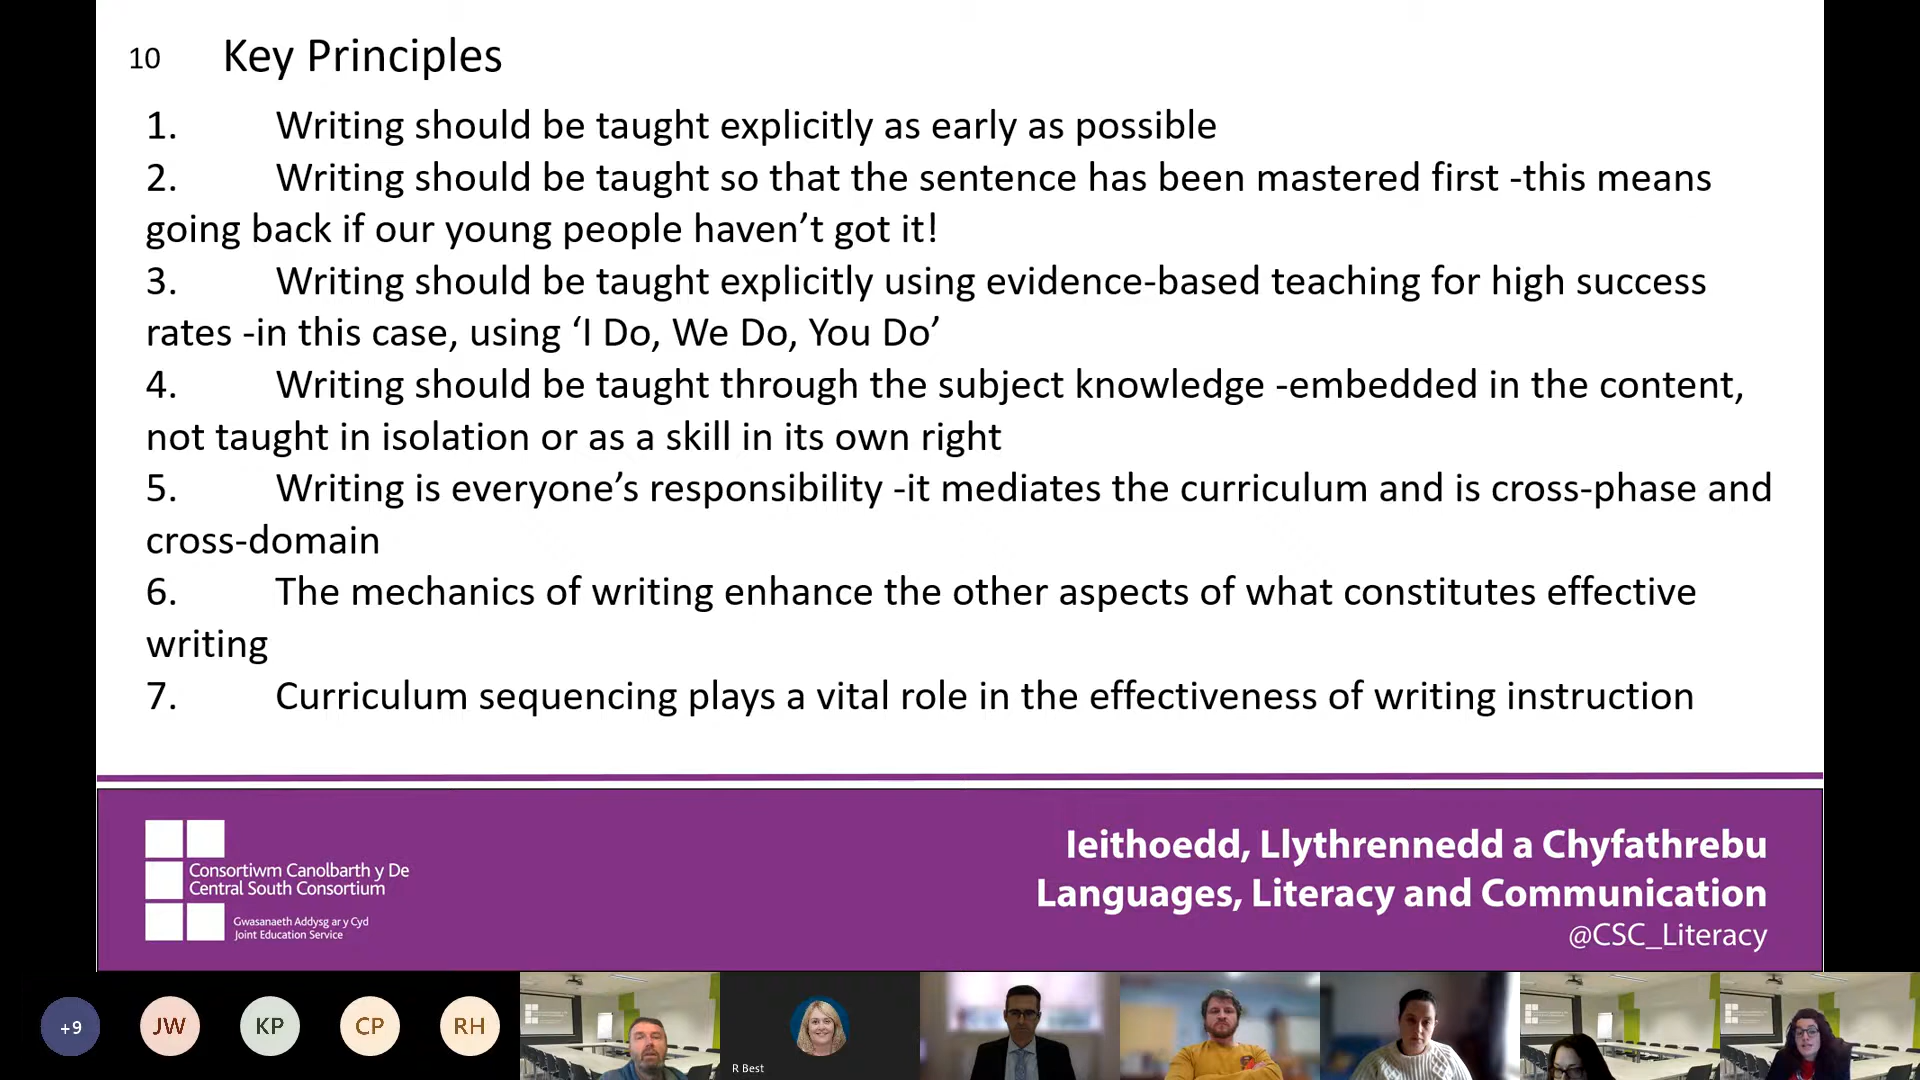 10 Key Principles
1. Writing should be taught explicitly as early as possible
2. Writing should be taught so that the sentence has been mastered first -this means
going back if our young people haven’t got it!
3. Writing should be taught explicitly using evidence-based teaching for high success
rates -in this case, using ‘I Do, We Do, You Do’
4. Writing should be taught through the subject knowledge -embedded in the content,
not taught in isolation or as a skill in its own right
5. Writing is everyone’s responsibility -it mediates the curriculum and is cross-phase and
cross-domain
6. The mechanics of writing enhance the other aspects of what constitutes effective
writing
7. Curriculum sequencing plays a vital role in the effectiveness of writing instruction
Consortiwm Canolbarth y De
Central South Consortium
Gwasanaeth Addysg ar y Cyd
Joint Education Service
Ieithoedd, Llythrennedd a Chyfathrebu
Languages, Literacy and Communication
@CSC_Literacy
+9
JW
KP
CP
RH
R Best